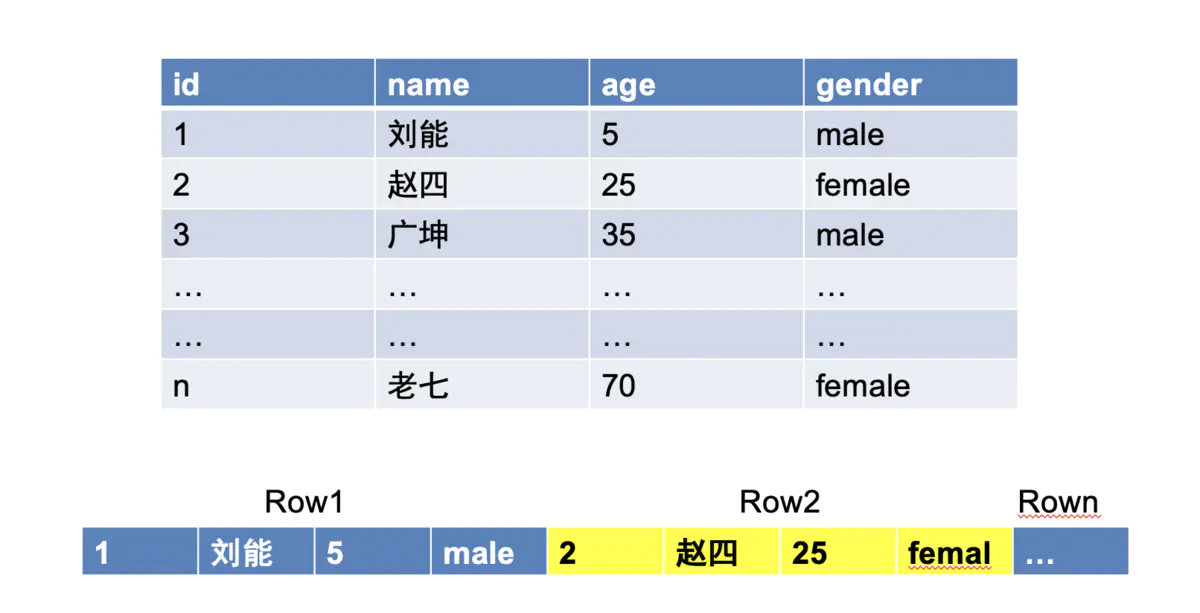 id name age gender
1 刘能 5 male
2 赵四 25 female
3 广坤 35 male
… … … …
… … … …
n 老七 70 female
Row1 Row2 Rown
1 刘能 5 male 2 赵四 25 femal …